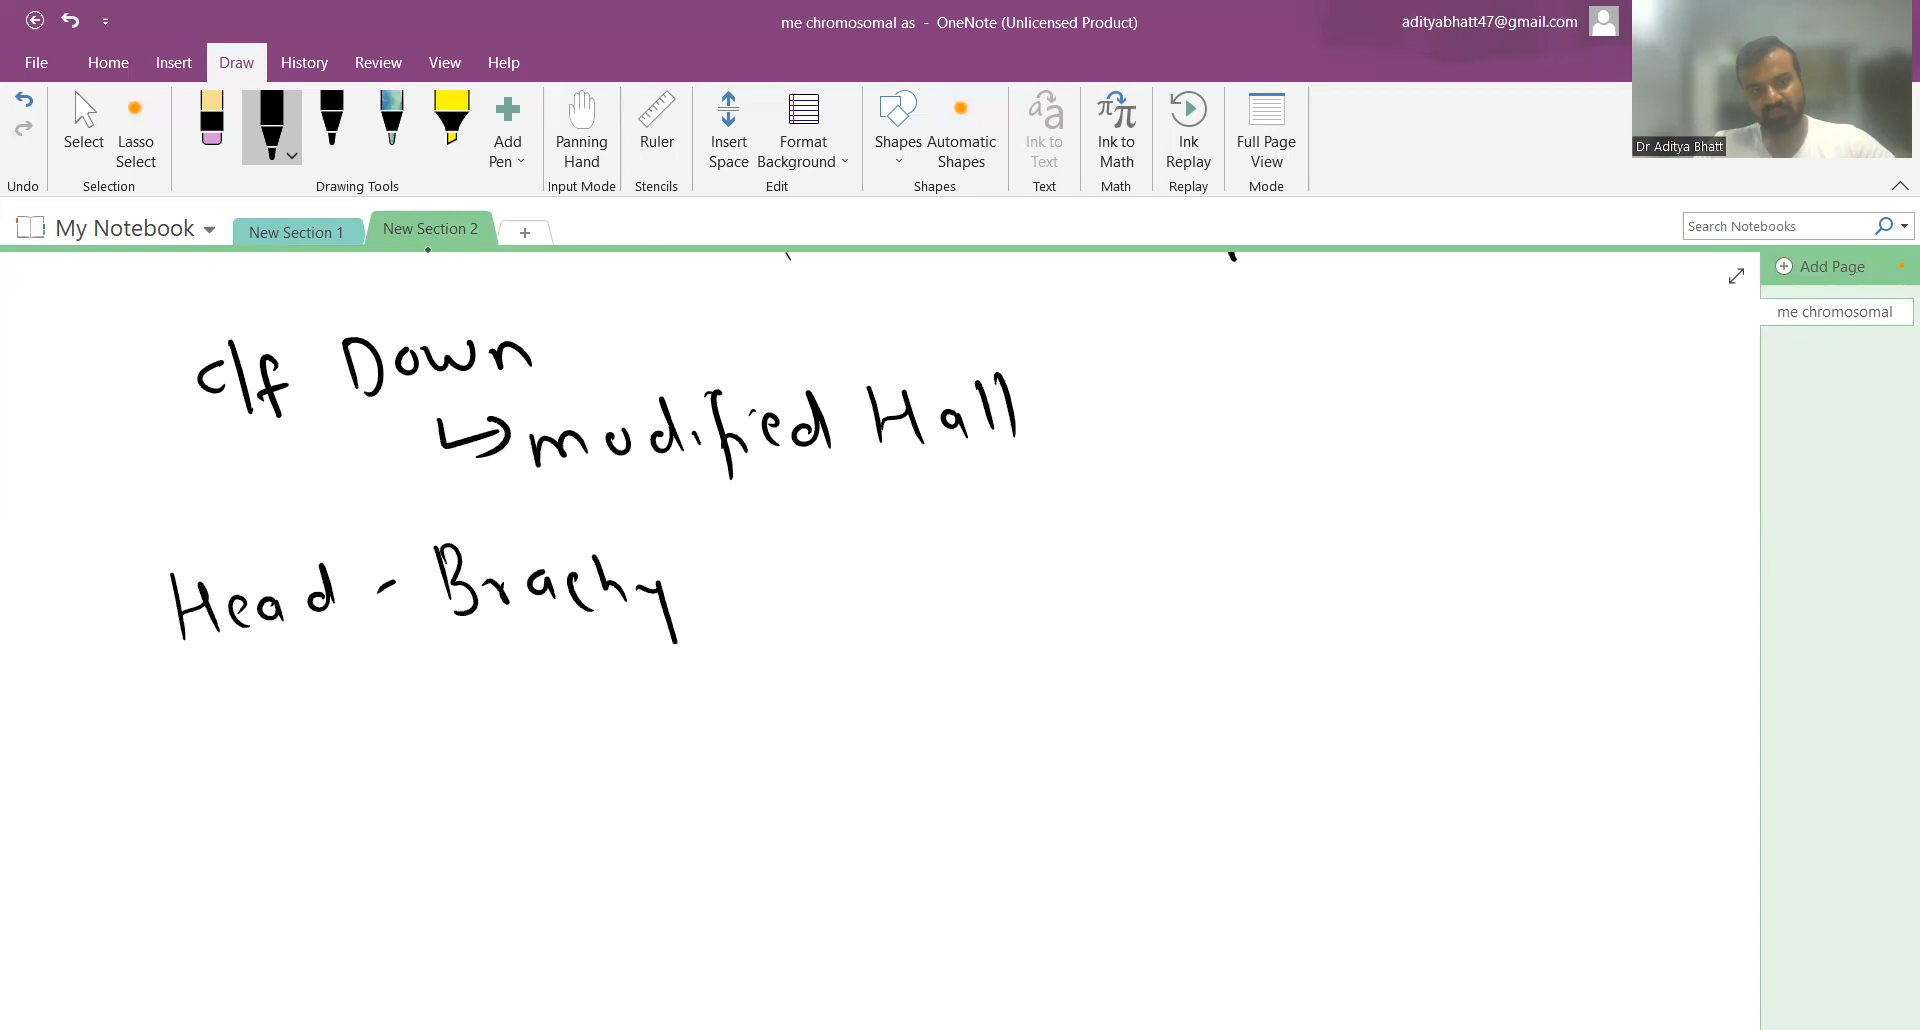 me chromosomal as - OneNote (Unlicensed Product)
adityabhatt47@gmail.com
File Home Insert Draw History Review View Help
Dr Aditya Bhatt
Select
Lasso Select
Add Pen
Panning Hand
Ruler
Insert Space
Format Background
Shapes
Automatic Shapes
Ink to Text
Ink to Math
Ink Replay
Full Page View
Undo Selection Drawing Tools Input Mode Stencils Edit Shapes Text Math Replay Mode
My Notebook
New Section 1
New Section 2
+
Search Notebooks
Add Page
me chromosomal
c/f Down
↳ modified Hall
Head - Brachy